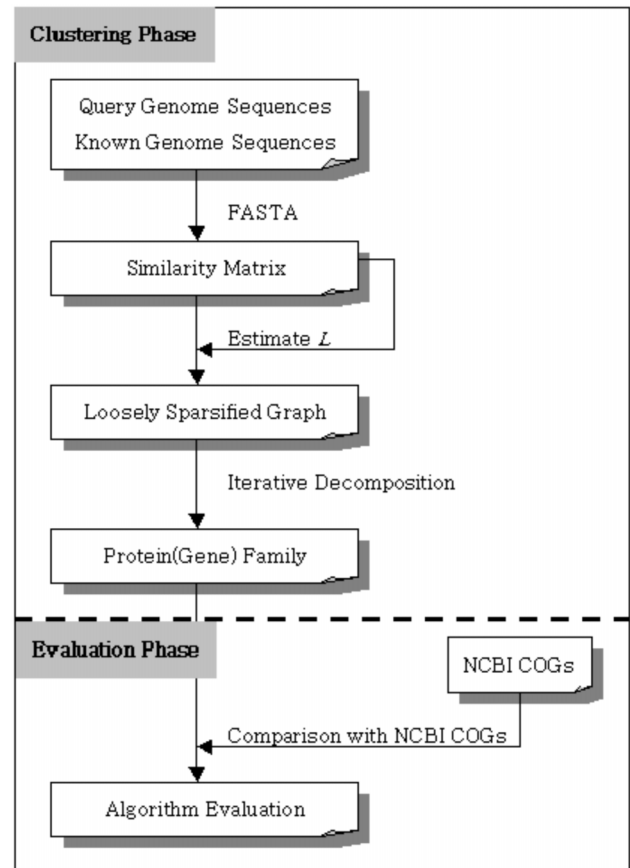 Clustering Phase
Query Genome Sequences
Known Genome Sequences
FASTA
Similarity Matrix
Estimate L
Loosely Sparsified Graph
Iterative Decomposition
Protein(Gene) Family
Evaluation Phase
NCBI COGs
Comparison with NCBI COGs
Algorithm Evaluation